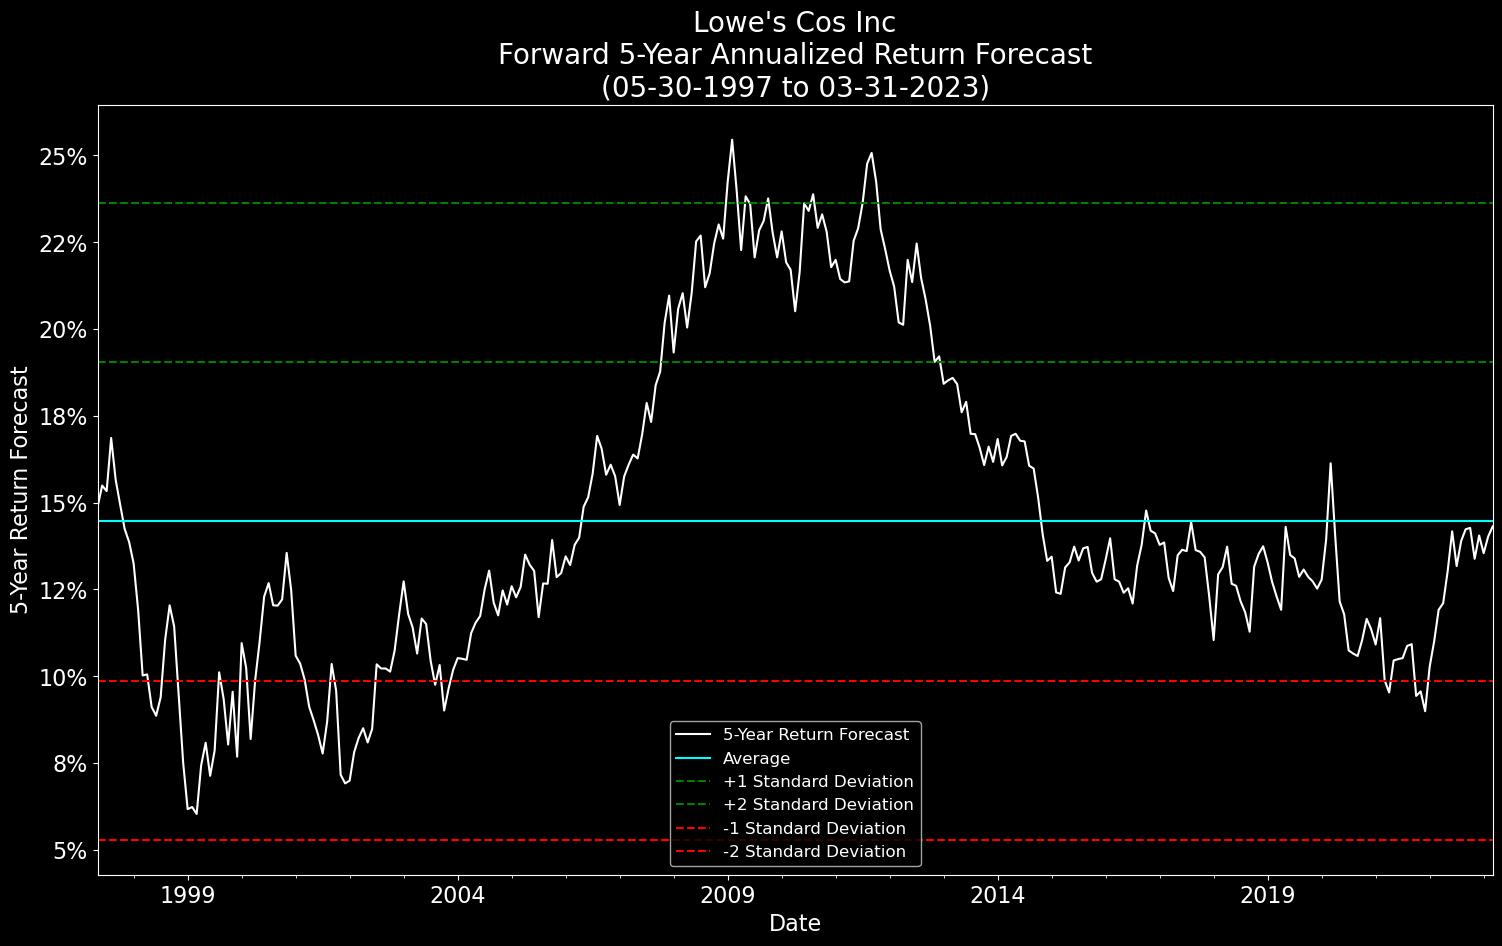 Lowe's Cos Inc
Forward 5-Year Annualized Return Forecast
(05-30-1997 to 03-31-2023)
5-Year Return Forecast
25%
22%
20%
18%
15%
12%
10%
8%
5%
5-Year Return Forecast
Average
+1 Standard Deviation
+2 Standard Deviation
-1 Standard Deviation
-2 Standard Deviation
1999
2004
2009
2014
2019
Date